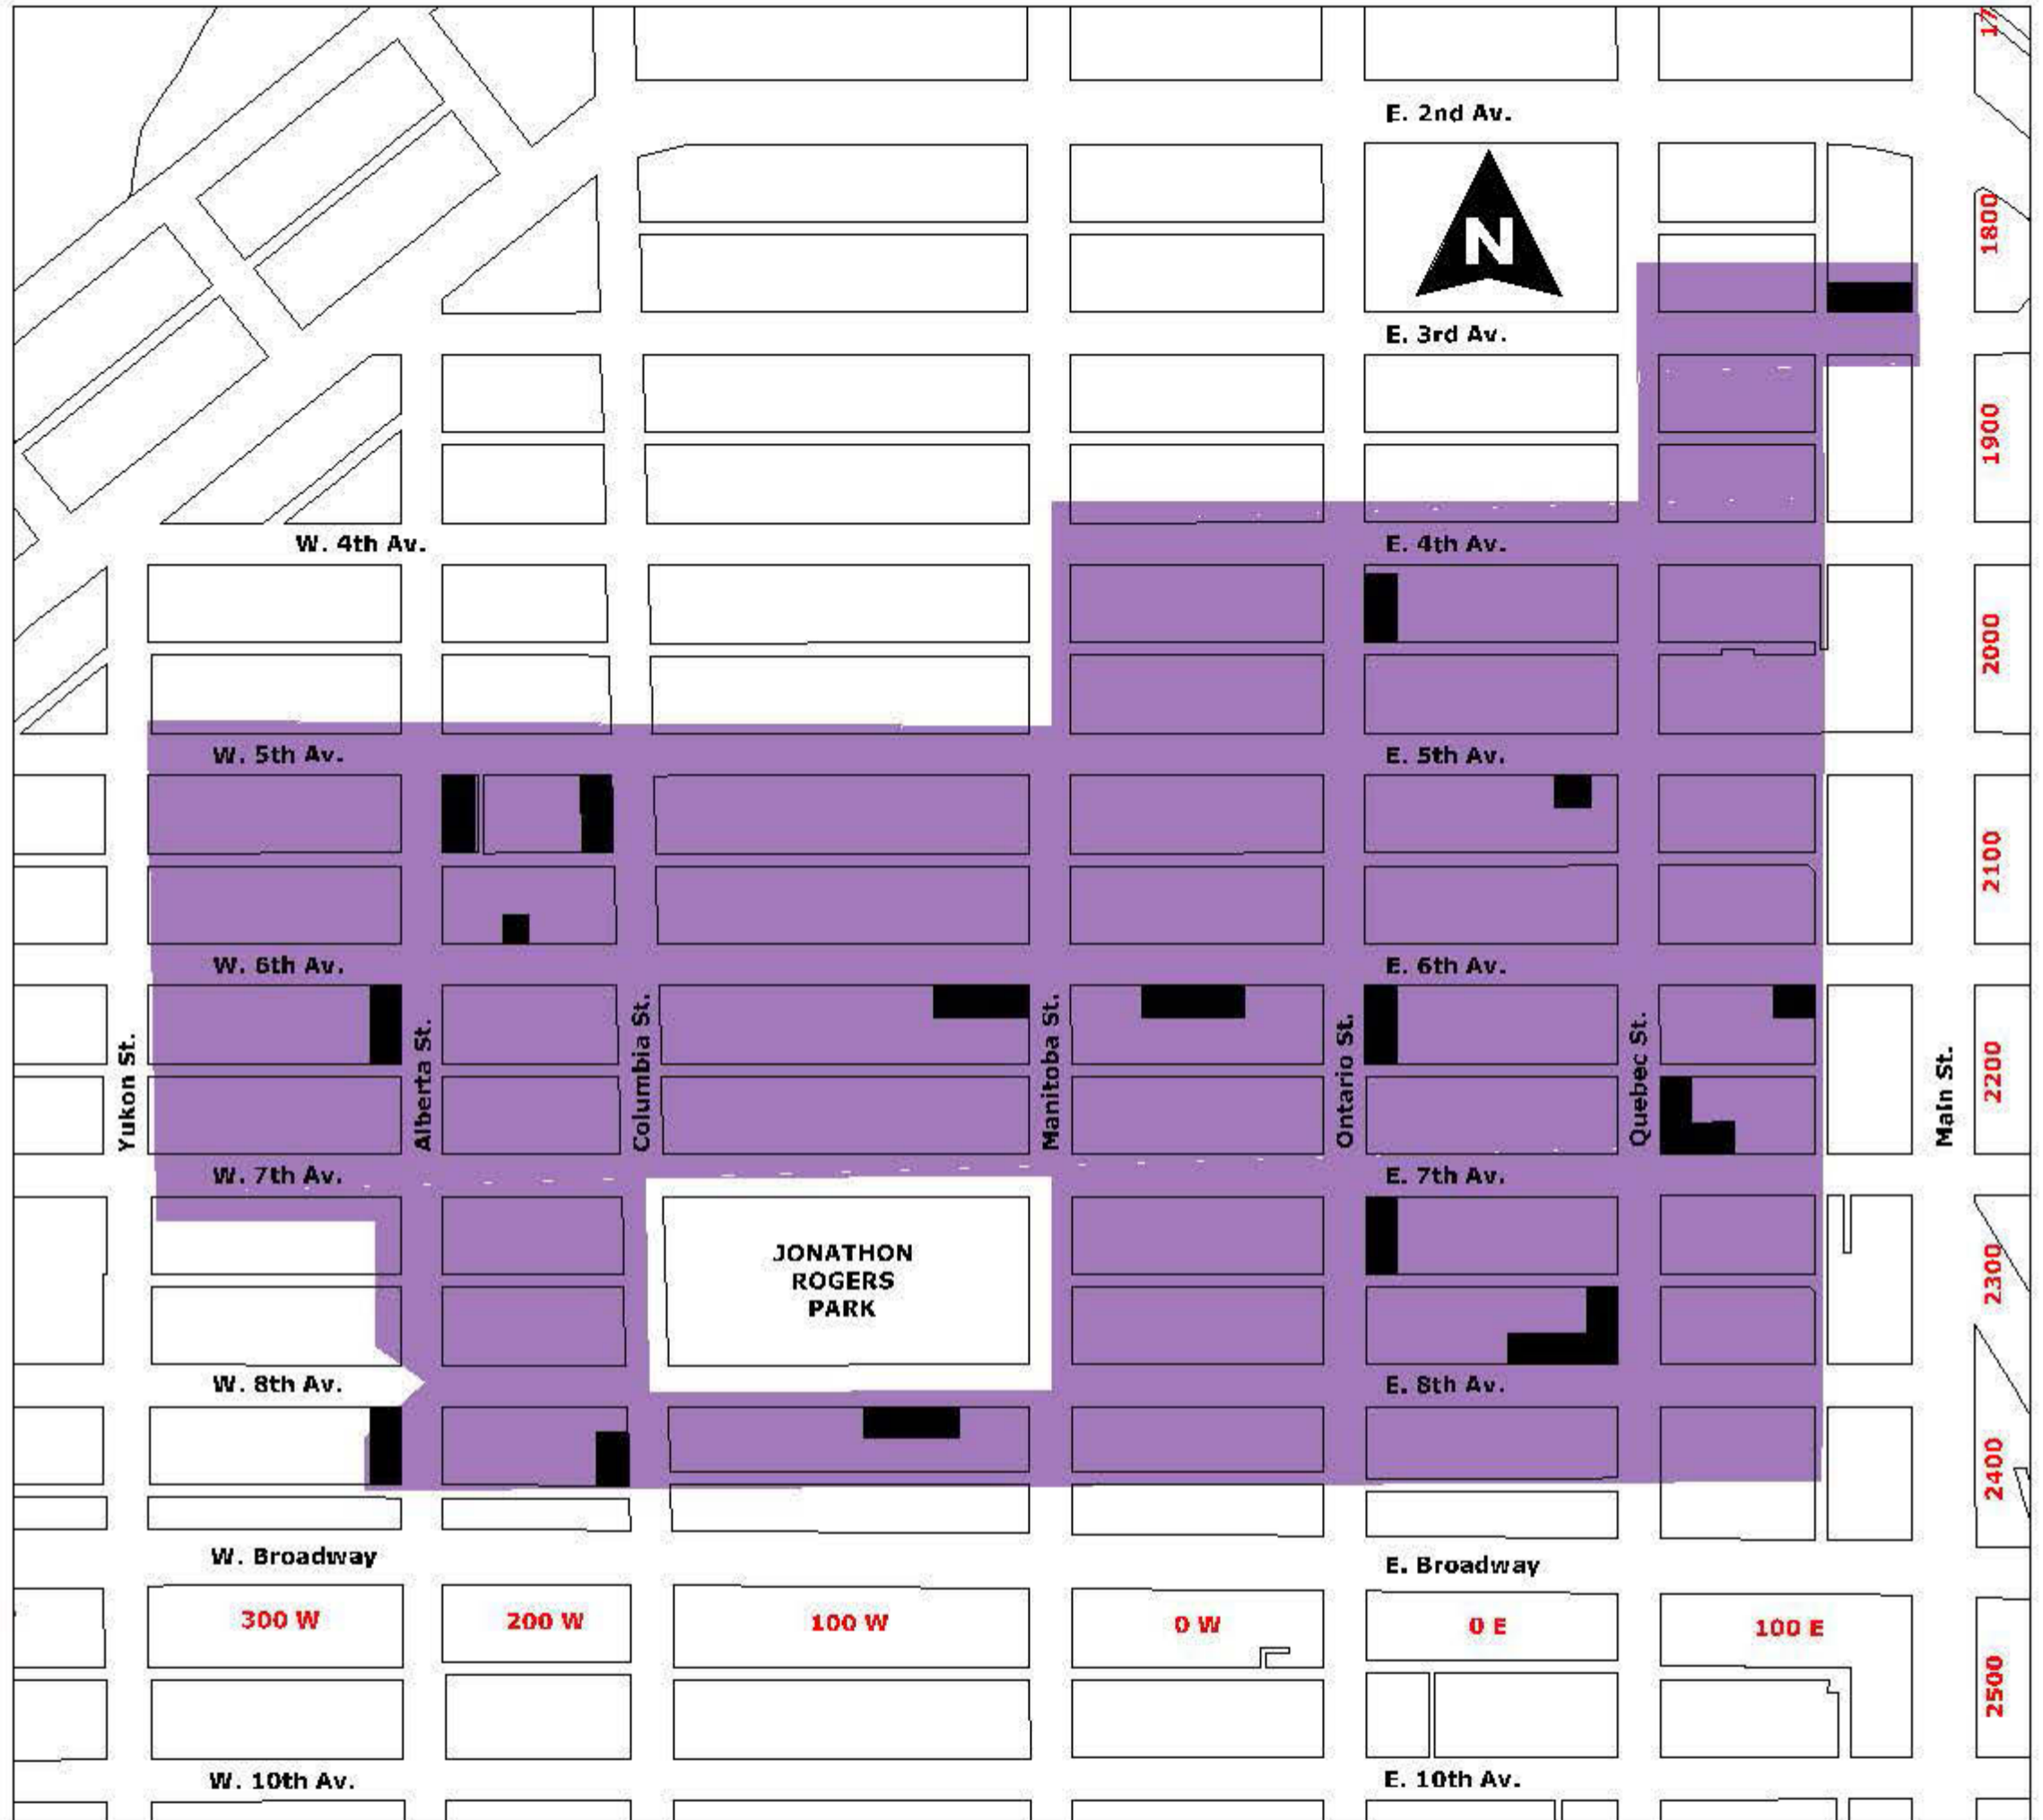 17
E. 2nd Av.
N
1800
E. 3rd Av.
1900
W. 4th Av.
E. 4th Av.
2000
W. 5th Av.
E. 5th Av.
2100
W. 6th Av.
E. 6th Av.
Yukon St.
Alberta St.
Columbia St.
Manitoba St.
Ontario St.
Quebec St.
Main St.
2200
W. 7th Av.
E. 7th Av.
JONATHON
ROGERS
PARK
2300
W. 8th Av.
E. 8th Av.
2400
W. Broadway
E. Broadway
300 W
200 W
100 W
0 W
0 E
100 E
2500
W. 10th Av.
E. 10th Av.